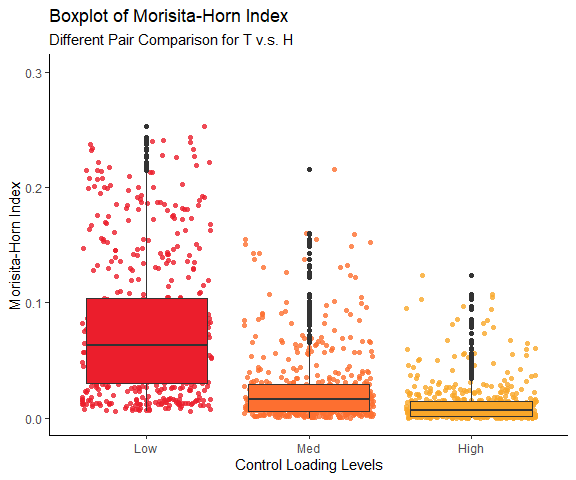 Boxplot of Morisita-Horn Index
Different Pair Comparison for T v.s. H
Morisita-Horn Index
0.3
0.2
0.1
0.0
Low
Med
High
Control Loading Levels